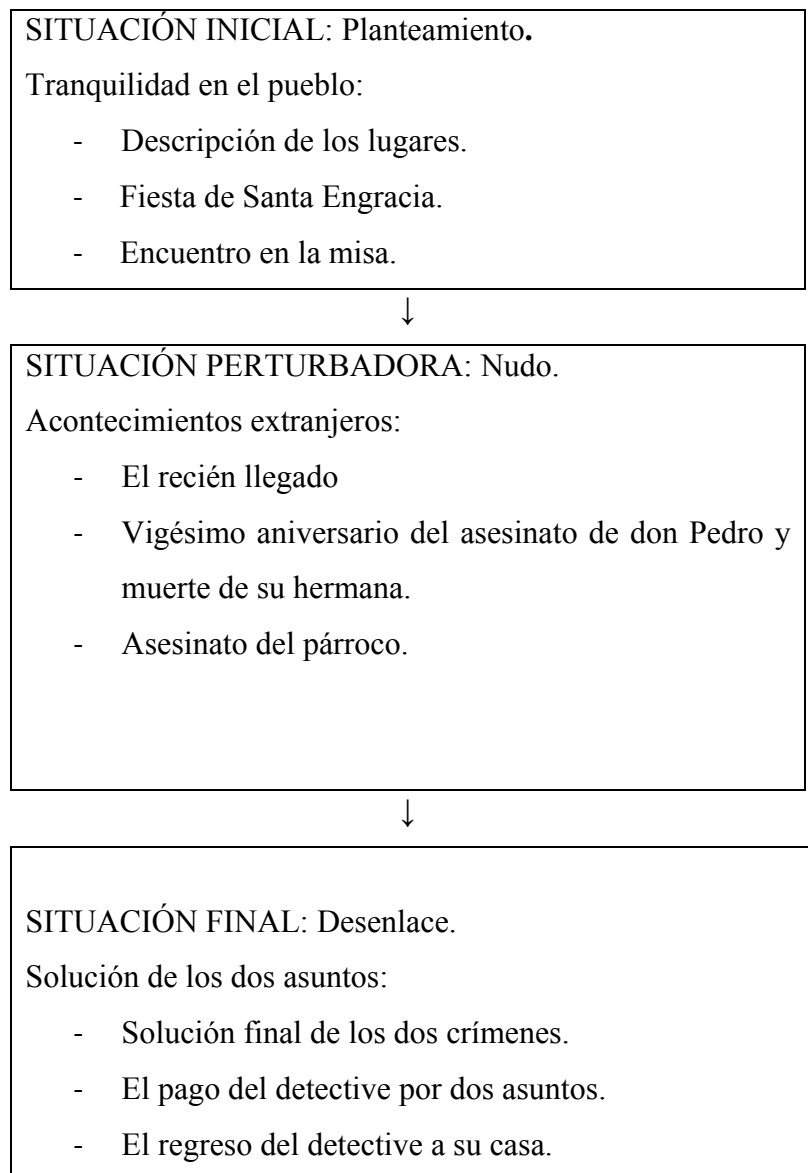 SITUACIÓN INICIAL: Planteamiento.
Tranquilidad en el pueblo:
- Descripción de los lugares.
- Fiesta de Santa Engracia.
- Encuentro en la misa.
↓
SITUACIÓN PERTURBADORA: Nudo.
Acontecimientos extranjeros:
- El recién llegado
- Vigésimo aniversario del asesinato de don Pedro y
muerte de su hermana.
- Asesinato del párroco.
↓
SITUACIÓN FINAL: Desenlace.
Solución de los dos asuntos:
- Solución final de los dos crímenes.
- El pago del detective por dos asuntos.
- El regreso del detective a su casa.